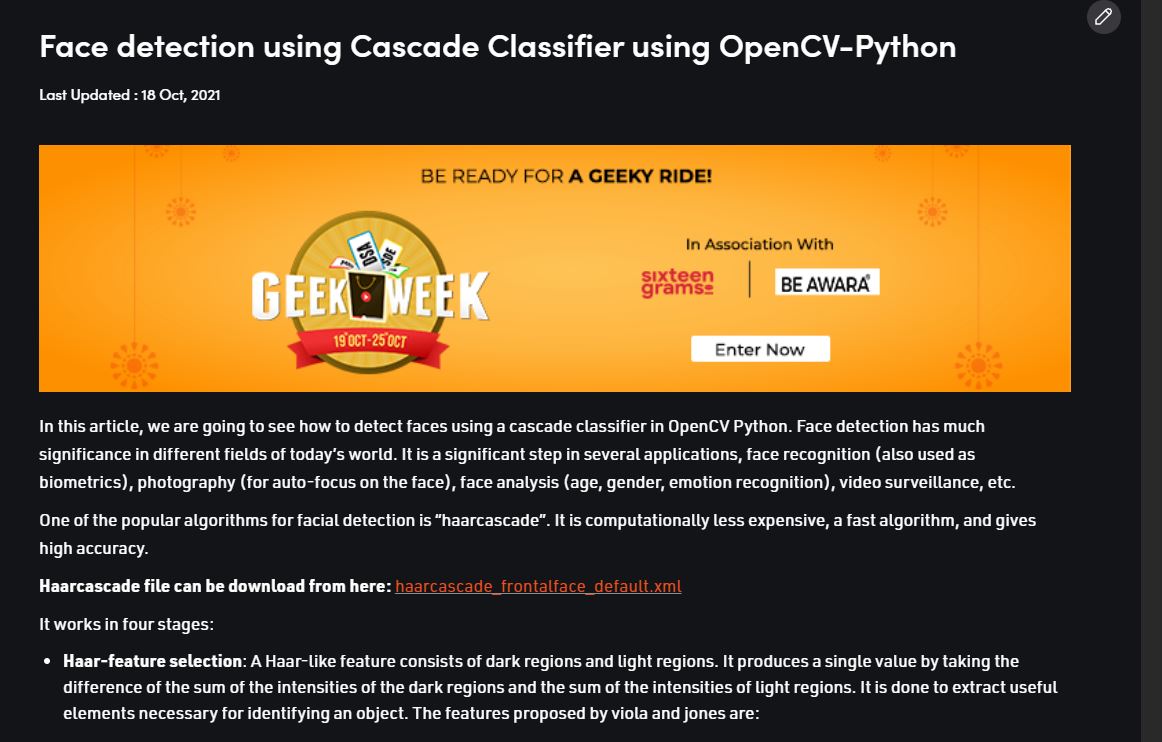 Face detection using Cascade Classifier using OpenCV-Python
Last Updated : 18 Oct, 2021
BE READY FOR A GEEKY RIDE!
DSA
SDE
GEEK WEEK
19 OCT-25 OCT
In Association With
sixteen
grams
BE AWARA
Enter Now
In this article, we are going to see how to detect faces using a cascade classifier in OpenCV Python. Face detection has much
significance in different fields of today's world. It is a significant step in several applications, face recognition (also used as
biometrics), photography (for auto-focus on the face), face analysis (age, gender, emotion recognition), video surveillance, etc.
One of the popular algorithms for facial detection is “haarcascade”. It is computationally less expensive, a fast algorithm, and gives
high accuracy.
Haarcascade file can be download from here: haarcascade_frontalface_default.xml
It works in four stages:
• Haar-feature selection: A Haar-like feature consists of dark regions and light regions. It produces a single value by taking the
difference of the sum of the intensities of the dark regions and the sum of the intensities of light regions. It is done to extract useful
elements necessary for identifying an object. The features proposed by viola and jones are: